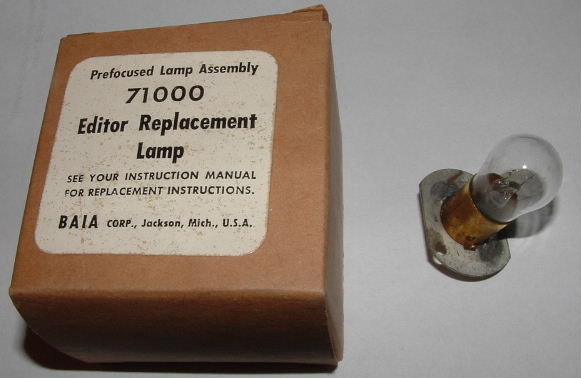 Prefocused Lamp Assembly
71000
Editor Replacement
Lamp
SEE YOUR INSTRUCTION MANUAL
FOR REPLACEMENT INSTRUCTIONS.
BAIA CORP., Jackson, Mich., U.S.A.